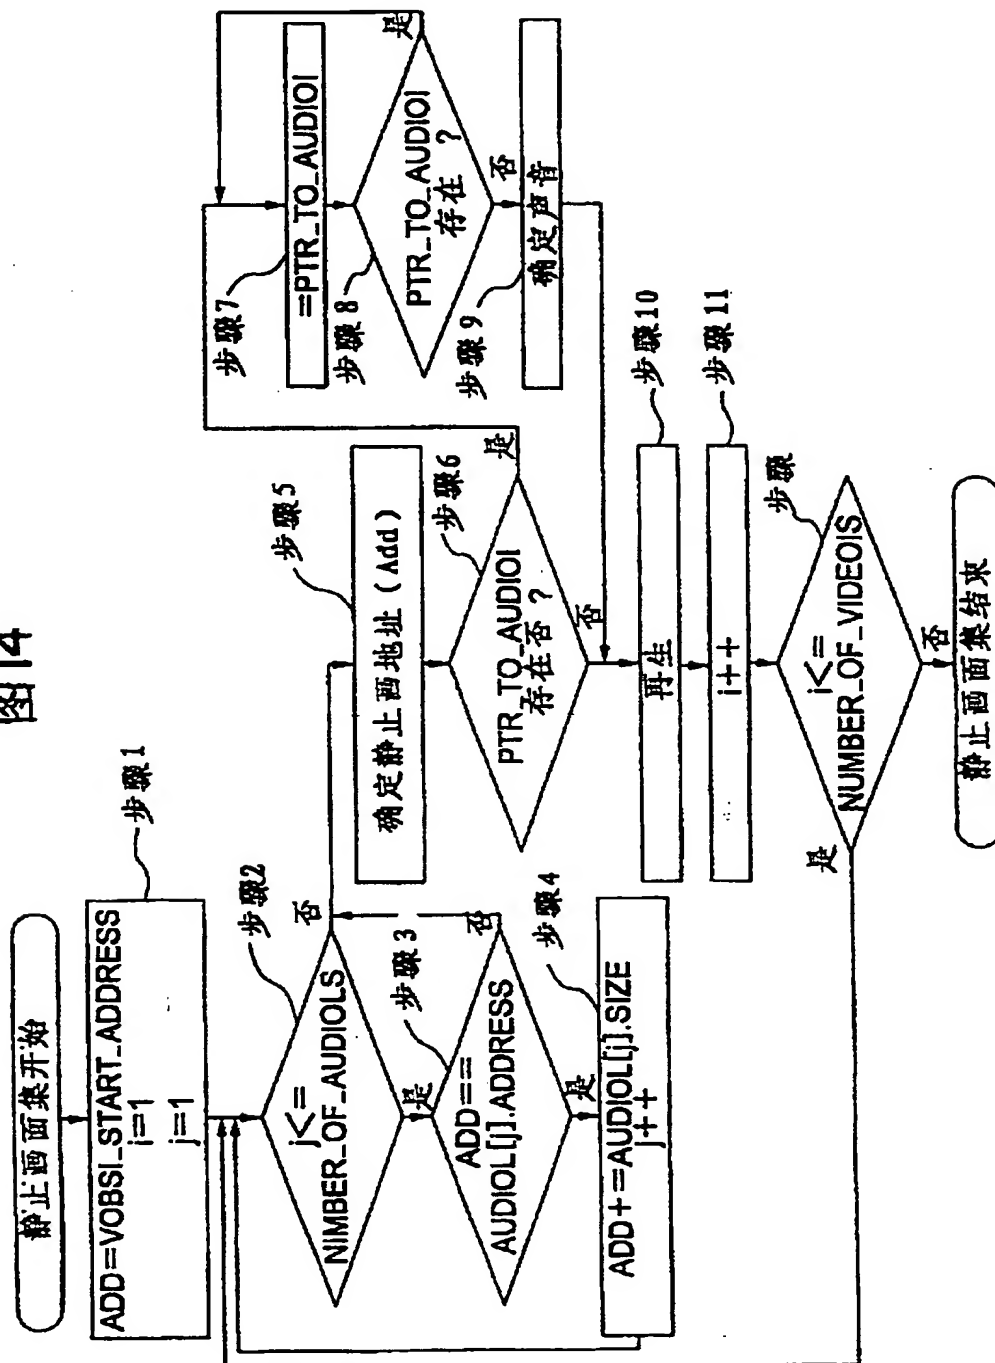 图14
静止画面集开始
步骤1
ADD=VOBSI_START_ADDRESS
i=1
j=1
步骤2
j<=
NIMBER_OF_AUDIOLS
否
是
步骤3
ADD==
AUDIOL[j].ADDRESS
否
是
步骤4
ADD+=AUDIOL[j].SIZE
j++
步骤5
确定静止画地址(Add)
步骤6
PTR_TO_AUDIOI
存在否?
是
否
步骤7
=PTR_TO_AUDIOI
步骤8
PTR_TO_AUDIOI
存在?
是
否
步骤9
确定声音
步骤10
再生
步骤11
i++
步骤
i<=
NUMBER_OF_VIDEOIS
是
否
静止画面集结束